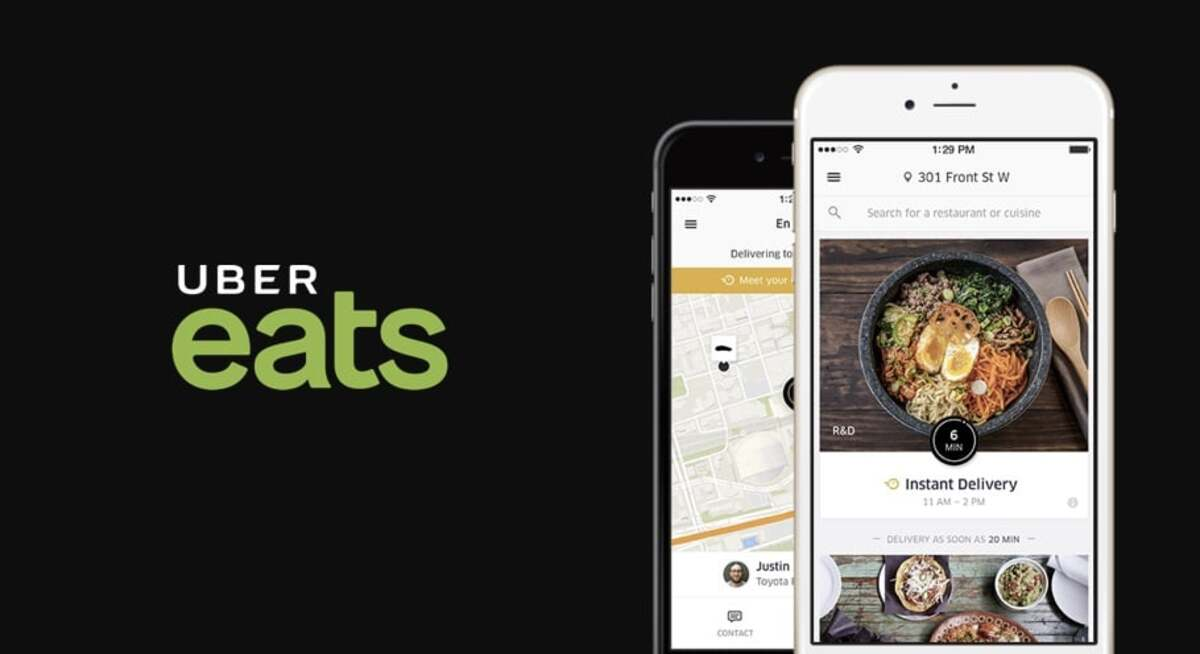 UBER
eats
En
Delivering to
Meet your
Justin
Toyota
CONTACT
1:29 PM
301 Front St W
Search for a restaurant or cuisine
R&D
6
MIN
Instant Delivery
11 AM – 2 PM
DELIVERY AS SOON AS 20 MIN